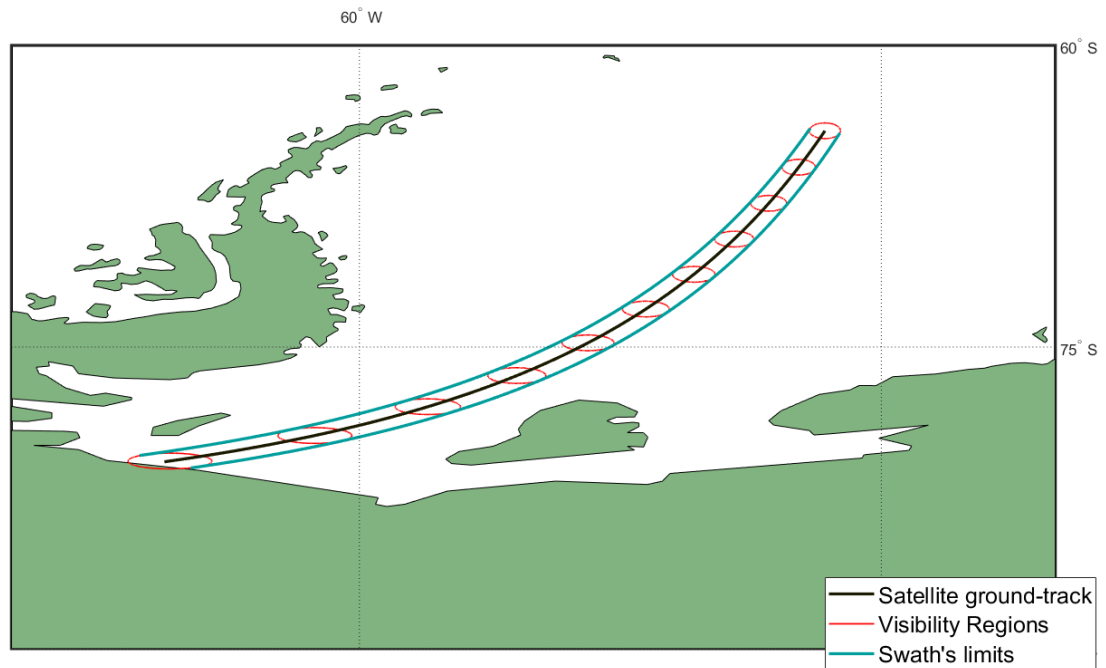 60° W
60° S
75° S
Satellite ground-track
Visibility Regions
Swath's limits